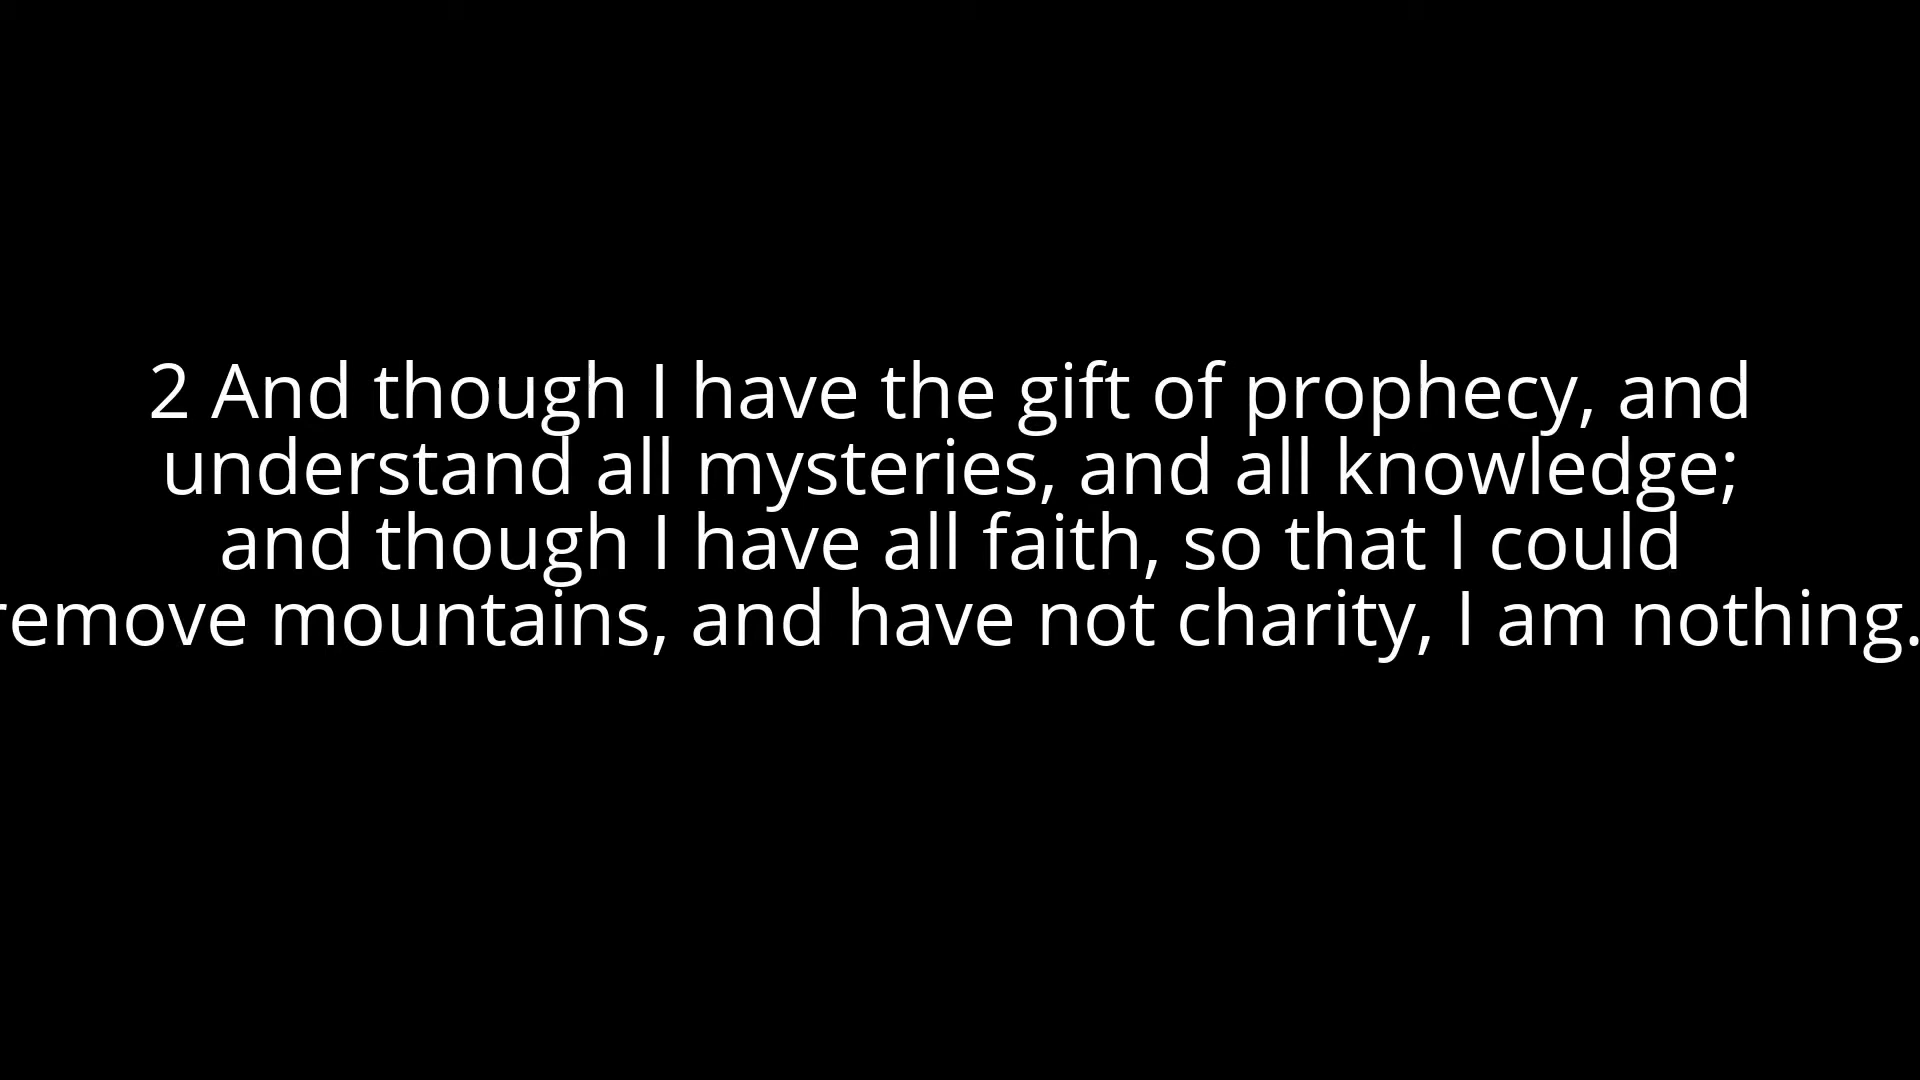 2 And though I have the gift of prophecy, and
understand all mysteries, and all knowledge;
and though I have all faith, so that I could
remove mountains, and have not charity, I am nothing.